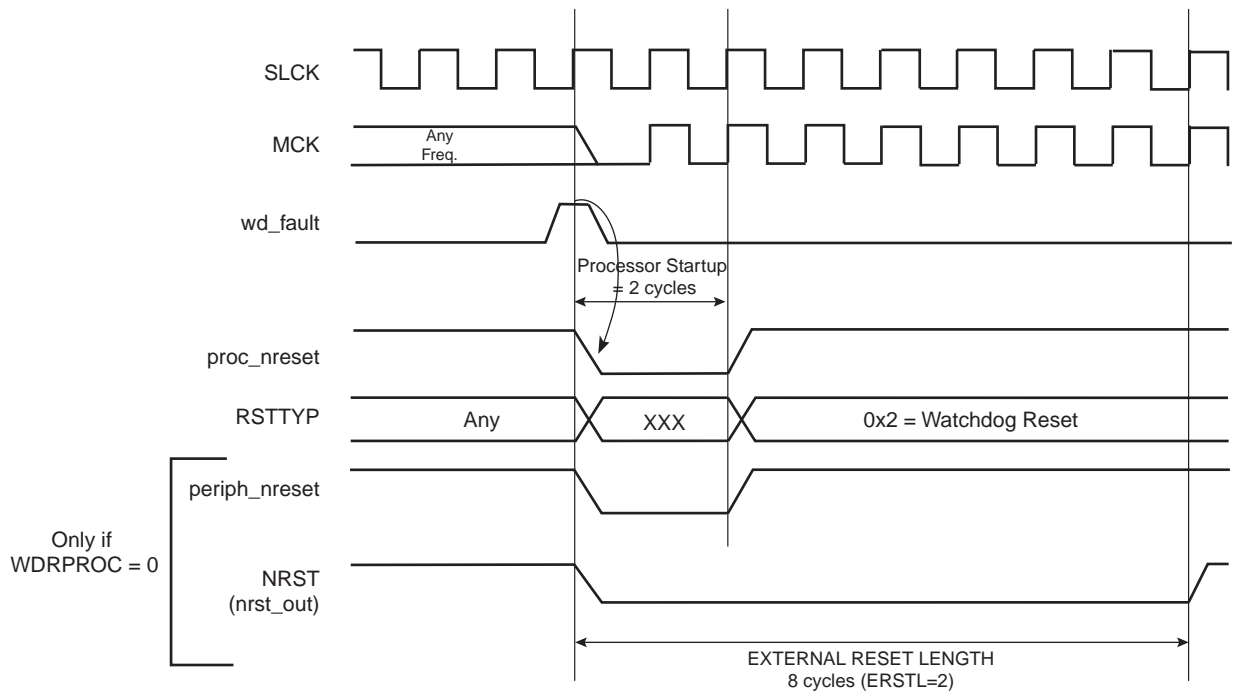 SLCK
MCK
Any
Freq.
wd_fault
Processor Startup
= 2 cycles
proc_nreset
RSTTYP
Any
XXX
0x2 = Watchdog Reset
periph_nreset
Only if
WDRPROC = 0
NRST
(nrst_out)
EXTERNAL RESET LENGTH
8 cycles (ERSTL=2)